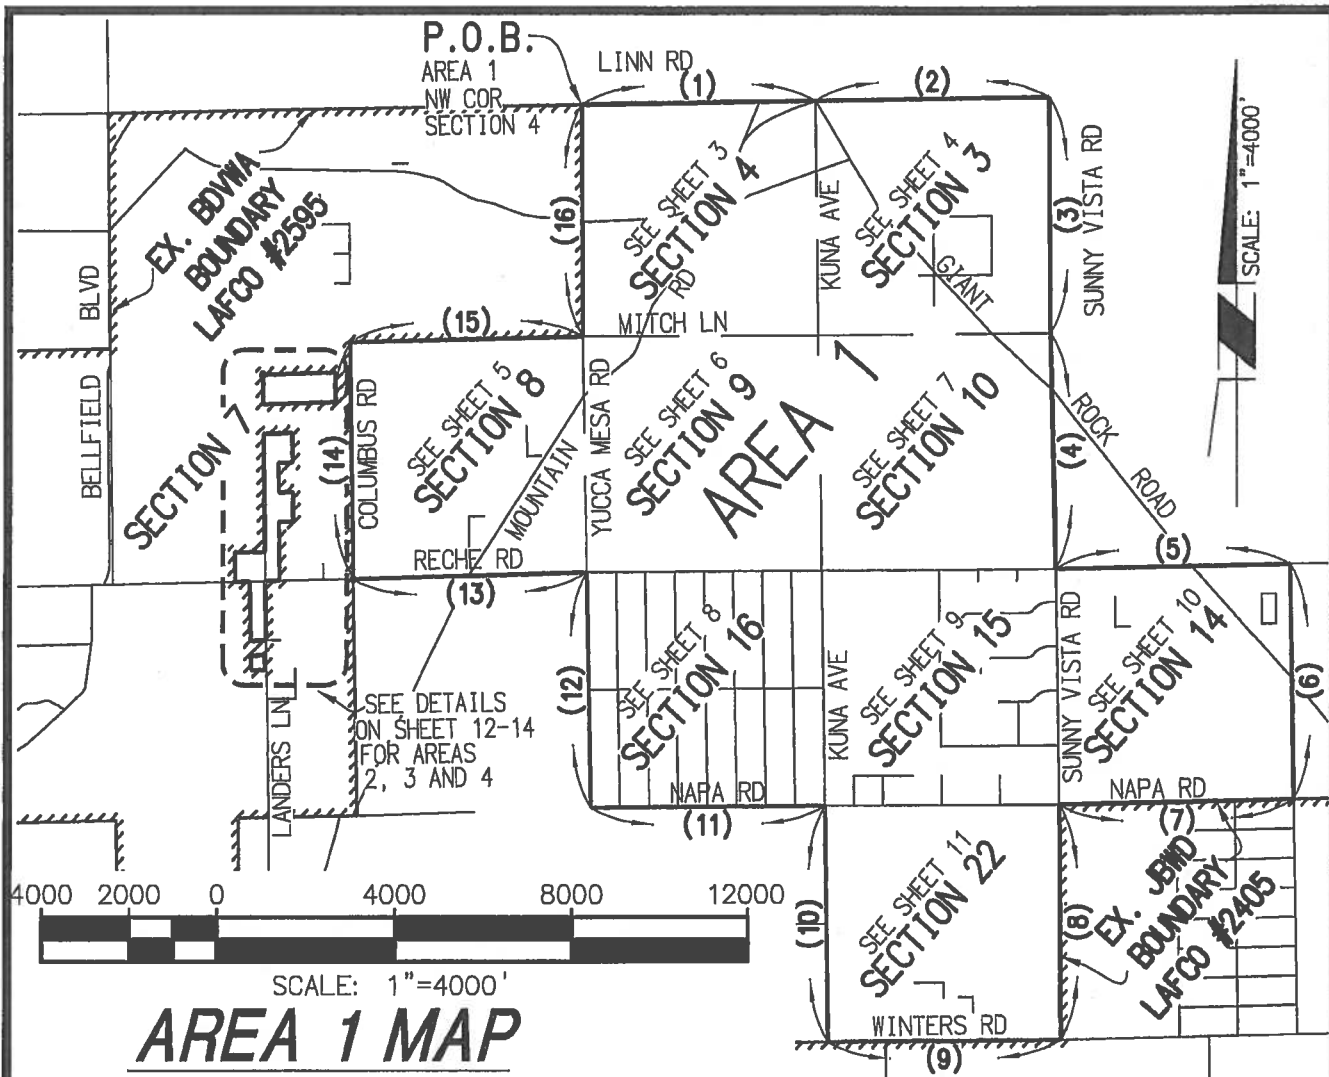 P.O.B.
AREA 1
NW COR
SECTION 4
LINN RD
(1)
(2)
SUNNY VISTA RD
(3)
SCALE: 1"=4000'
EX. BDVWA
BOUNDARY
LAFCO #2595
(16)
SEE SHEET 3
SECTION 4
KUNA AVE
SEE SHEET 4
SECTION 3
GIANT
ROCK
ROAD
BLVD
BELLFIELD
(15)
MITCH LN
RD
MOUNTAIN
SECTION 7
(14)
COLUMBUS RD
SEE SHEET 5
SECTION 8
YUCCA MESA RD
SEE SHEET 6
SECTION 9
AREA 1
SEE SHEET 7
SECTION 10
(4)
RECHE RD
(13)
(5)
(12)
SEE SHEET 8
SECTION 16
KUNA AVE
SEE SHEET 9
SECTION 15
SUNNY VISTA RD
SEE SHEET 10
SECTION 14
(6)
SEE DETAILS
ON SHEET 12-14
FOR AREAS
2, 3 AND 4
LANDERS LN
NAPA RD
(11)
NAPA RD
(7)
(10)
SEE SHEET 11
SECTION 22
(8)
EX. JBWD
BOUNDARY
LAFCO #2405
WINTERS RD
(9)
4000 2000 0 4000 8000 12000
SCALE: 1"=4000'
AREA 1 MAP